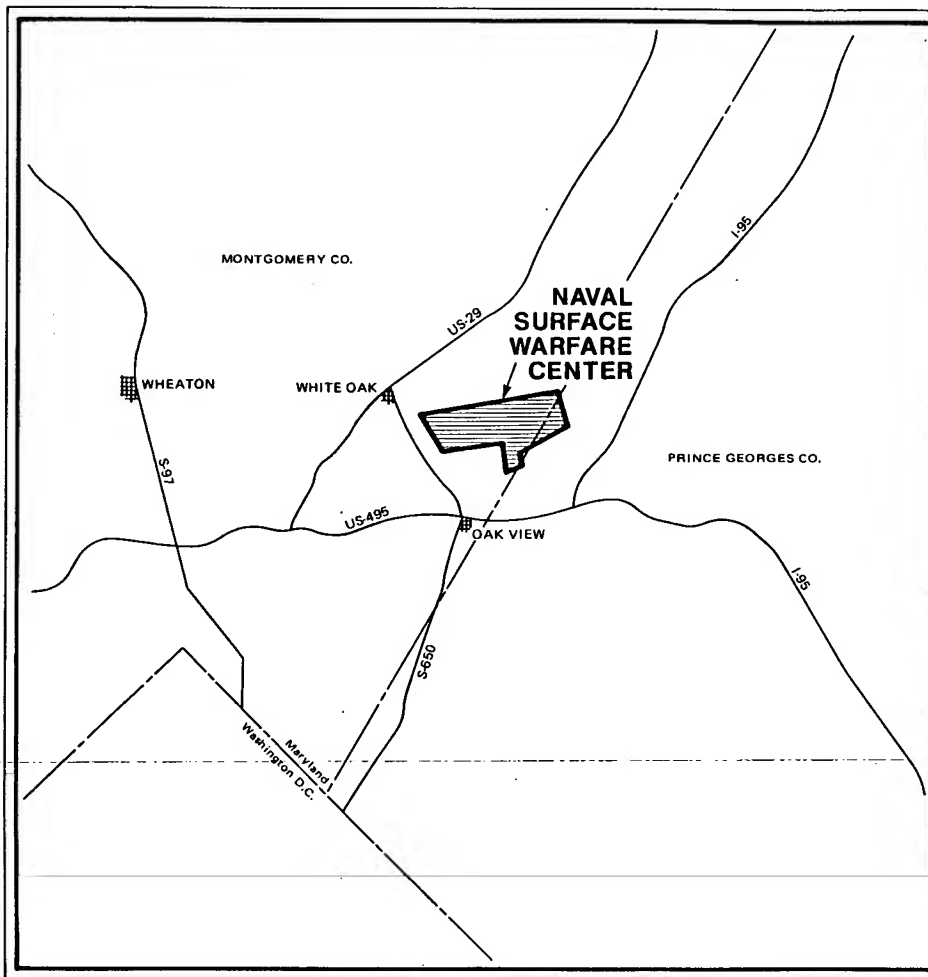 MONTGOMERY CO.
I-95
NAVAL
SURFACE
WARFARE
CENTER
US-29
WHEATON
WHITE OAK
S-97
PRINCE GEORGES CO.
US-495
OAK VIEW
I-95
S-650
Maryland
Washington D.C.